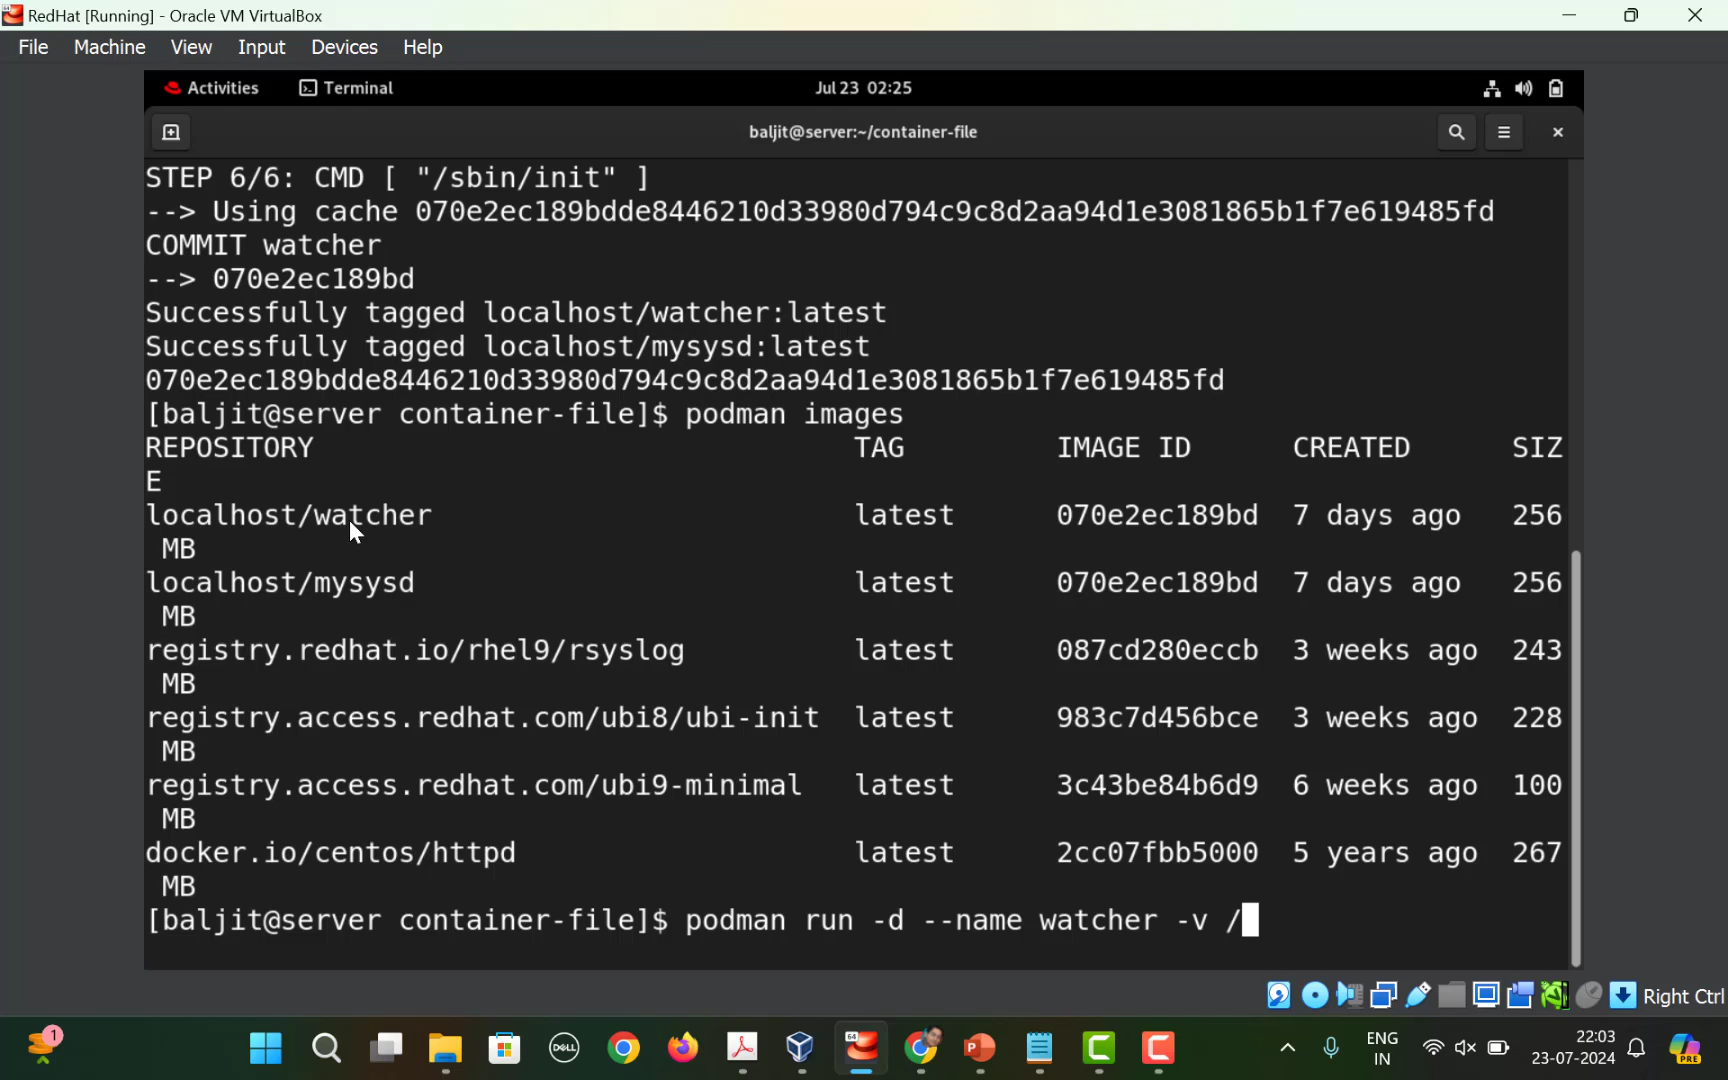 RedHat [Running] - Oracle VM VirtualBox
File Machine View Input Devices Help
Activities Terminal Jul 23 02:25
baljit@server:~/container-file
STEP 6/6: CMD [ "/sbin/init" ]
--> Using cache 070e2ec189bdde8446210d33980d794c9c8d2aa94d1e3081865b1f7e619485fd
COMMIT watcher
--> 070e2ec189bd
Successfully tagged localhost/watcher:latest
Successfully tagged localhost/mysysd:latest
070e2ec189bdde8446210d33980d794c9c8d2aa94d1e3081865b1f7e619485fd
[baljit@server container-file]$ podman images
REPOSITORY TAG IMAGE ID CREATED SIZ
E
localhost/watcher latest 070e2ec189bd 7 days ago 256
MB
localhost/mysysd latest 070e2ec189bd 7 days ago 256
MB
registry.redhat.io/rhel9/rsyslog latest 087cd280eccb 3 weeks ago 243
MB
registry.access.redhat.com/ubi8/ubi-init latest 983c7d456bce 3 weeks ago 228
MB
registry.access.redhat.com/ubi9-minimal latest 3c43be84b6d9 6 weeks ago 100
MB
docker.io/centos/httpd latest 2cc07fbb5000 5 years ago 267
MB
[baljit@server container-file]$ podman run -d --name watcher -v /
Right Ctrl
1 DELL 64 ENG 22:03 PRE
IN 23-07-2024